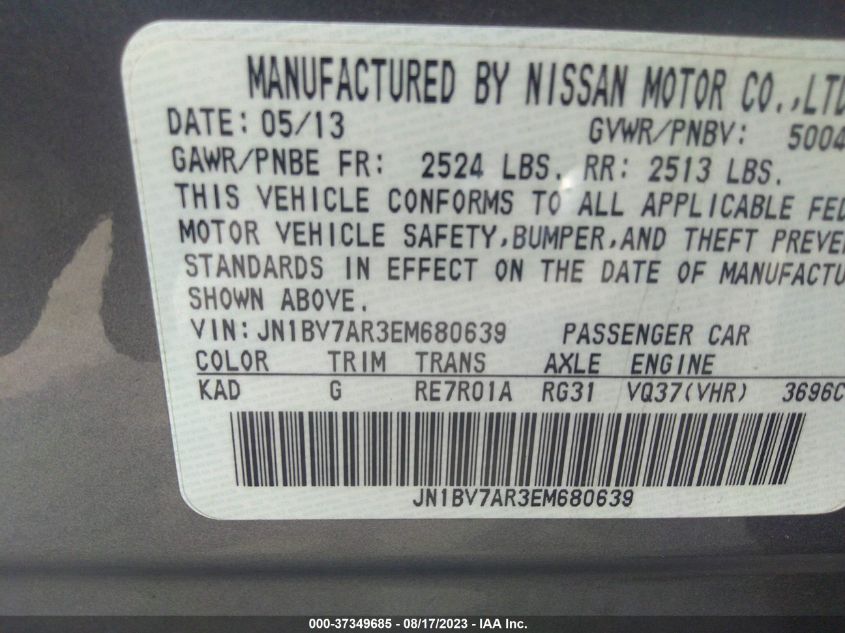 MANUFACTURED BY NISSAN MOTOR CO.,LTD
DATE: 05/13 GVWR/PNBV: 5004
GAWR/PNBE FR: 2524 LBS. RR: 2513 LBS.
THIS VEHICLE CONFORMS TO ALL APPLICABLE FED
MOTOR VEHICLE SAFETY,BUMPER,AND THEFT PREVE
STANDARDS IN EFFECT ON THE DATE OF MANUFACTU
SHOWN ABOVE.
VIN: JN1BV7AR3EM680639 PASSENGER CAR
COLOR TRIM TRANS AXLE ENGINE
KAD G RE7R01A RG31 VQ37(VHR) 3696C
JN1BV7AR3EM680639
000-37349685 - 08/17/2023 - IAA Inc.